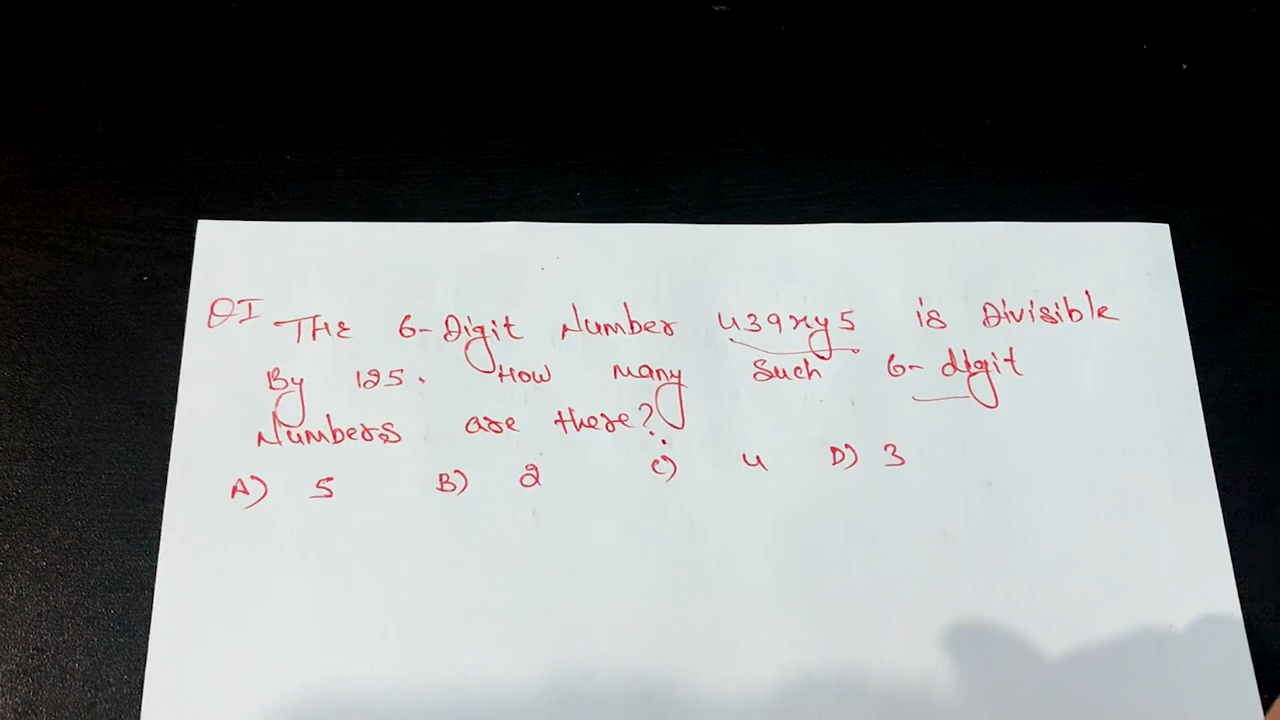 Q1 THE 6-Digit Number 439xy5 is Divisible
By 125. How many Such 6-digit
Numbers are there?
A) 5 B) 2 C) 4 D) 3